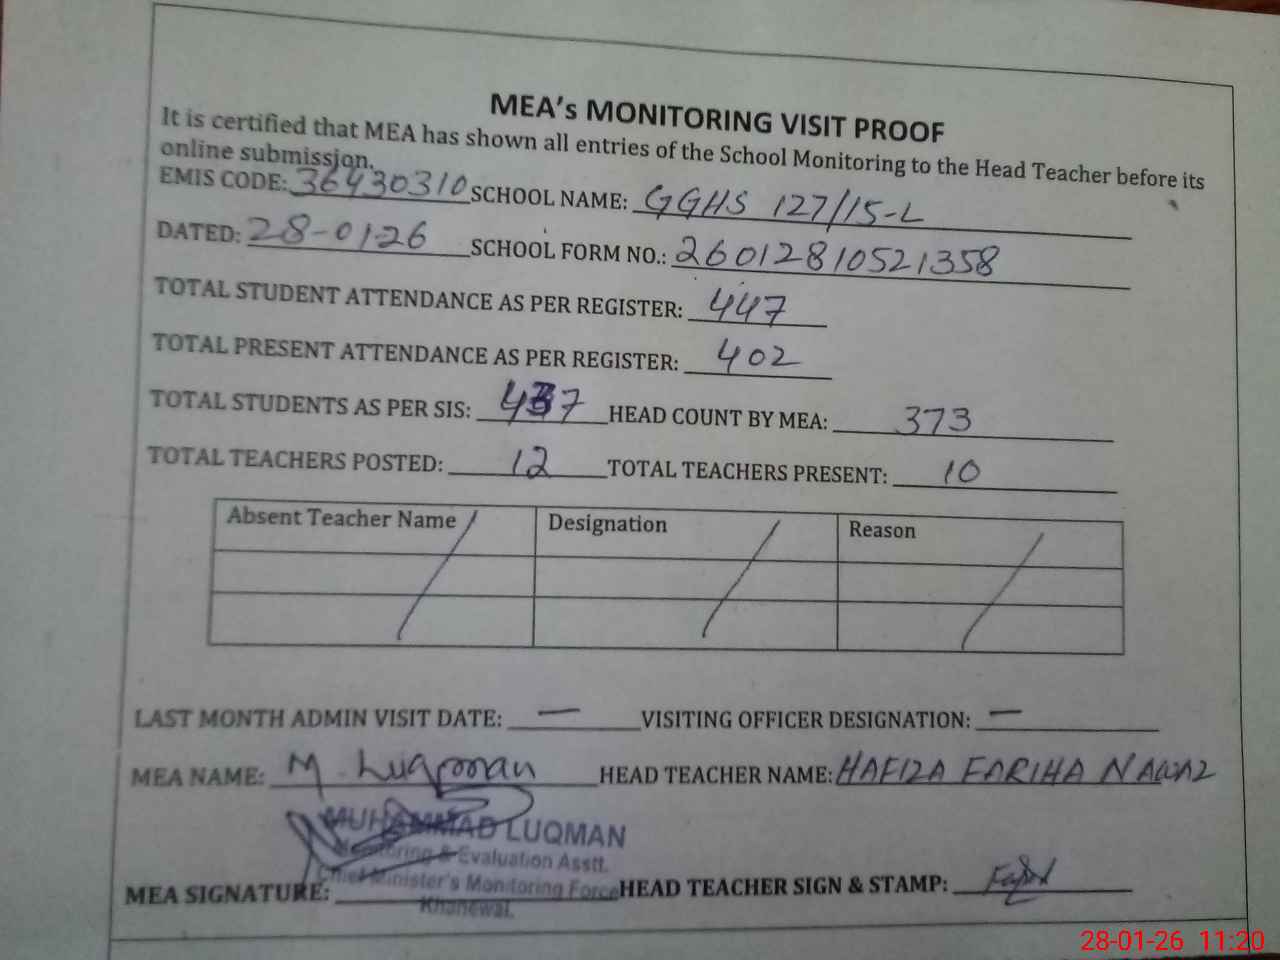 MEA's MONITORING VISIT PROOF
It is certified that MEA has shown all entries of the School Monitoring to the Head Teacher before its
online submission.
EMIS CODE: 36430310 SCHOOL NAME: GGHS 127/15-L
DATED: 28-01-26 SCHOOL FORM NO.: 26012810521358
TOTAL STUDENT ATTENDANCE AS PER REGISTER: 447
TOTAL PRESENT ATTENDANCE AS PER REGISTER: 402
TOTAL STUDENTS AS PER SIS: 437 HEAD COUNT BY MEA: 373
TOTAL TEACHERS POSTED: 12 TOTAL TEACHERS PRESENT: 10
Absent Teacher Name Designation Reason
LAST MONTH ADMIN VISIT DATE: — VISITING OFFICER DESIGNATION: —
MEA NAME: M. Luqman HEAD TEACHER NAME: HAFIZA FARIHA NAWAZ
MUHAMMAD LUQMAN
Monitoring & Evaluation Asstt.
Chief Minister's Monitoring Force
Khanewal.
MEA SIGNATURE: HEAD TEACHER SIGN & STAMP:
28-01-26 11:20